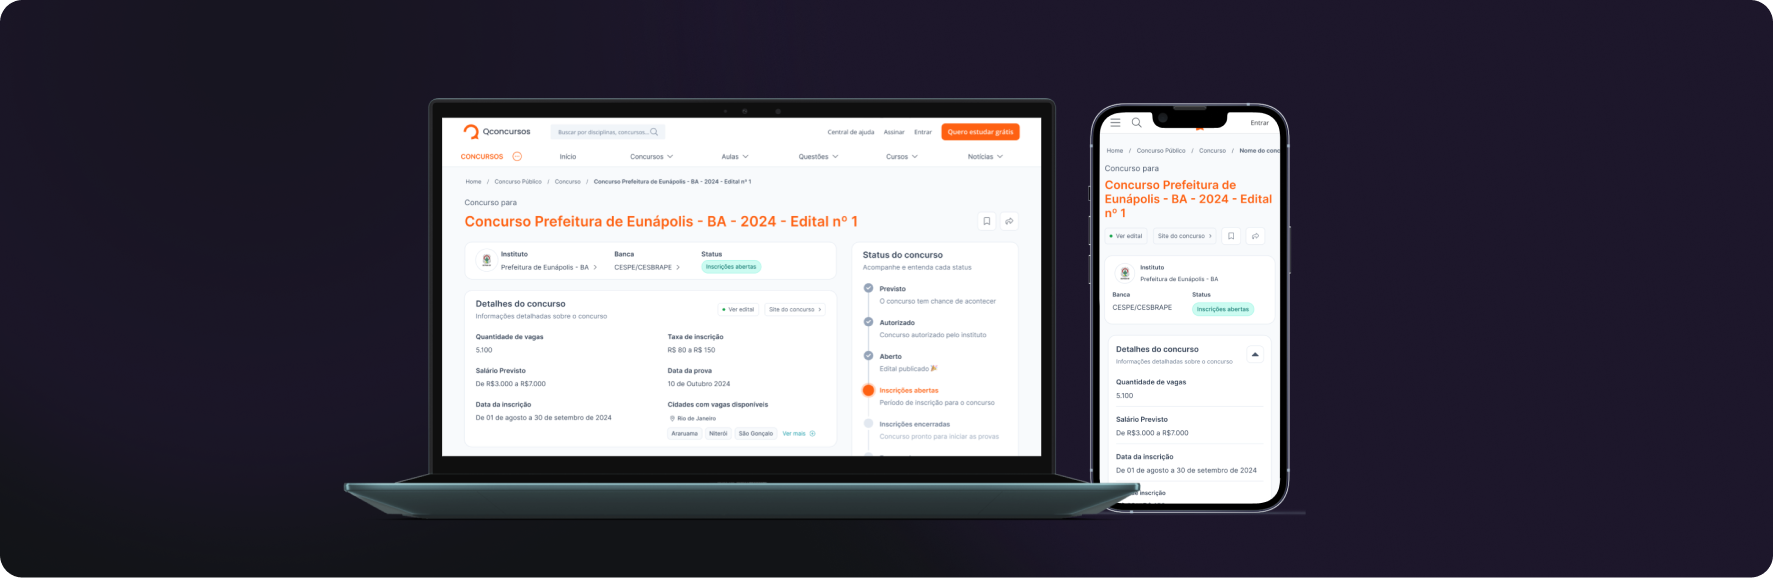 Qconcursos
Buscar por disciplinas, concursos...
Central de ajuda
Assinar
Entrar
Quero estudar grátis
CONCURSOS
Início
Concursos
Aulas
Questões
Cursos
Notícias
Home / Concurso Público / Concurso / Concurso Prefeitura de Eunápolis - BA - 2024 - Edital nº 1
Concurso para
Concurso Prefeitura de Eunápolis - BA - 2024 - Edital nº 1
Instituto
Prefeitura de Eunápolis - BA
Banca
CESPE/CESBRAPE
Status
Inscrições abertas
Detalhes do concurso
Informações detalhadas sobre o concurso
Ver edital
Site do concurso
Quantidade de vagas
5.100
Taxa de inscrição
R$ 80 a R$ 150
Salário Previsto
De R$3.000 a R$7.000
Data da prova
10 de Outubro 2024
Data da inscrição
De 01 de agosto a 30 de setembro de 2024
Cidades com vagas disponíveis
Rio de Janeiro
Araruama
Niterói
São Gonçalo
Ver mais
Status do concurso
Acompanhe e entenda cada status
Previsto
O concurso tem chance de acontecer
Autorizado
Concurso autorizado pelo instituto
Aberto
Edital publicado 🎉
Inscrições abertas
Período de inscrição para o concurso
Inscrições encerradas
Concurso pronto para iniciar as provas
Entrar
Home / Concurso Público / Concurso / Nome do conc
Concurso para
Concurso Prefeitura de
Eunápolis - BA - 2024 - Edital
nº 1
Ver edital
Site do concurso
Instituto
Prefeitura de Eunápolis - BA
Banca
CESPE/CESBRAPE
Status
Inscrições abertas
Detalhes do concurso
Informações detalhadas sobre o concurso
Quantidade de vagas
5.100
Salário Previsto
De R$3.000 a R$7.000
Data da inscrição
De 01 de agosto a 30 de setembro de 2024
inscrição